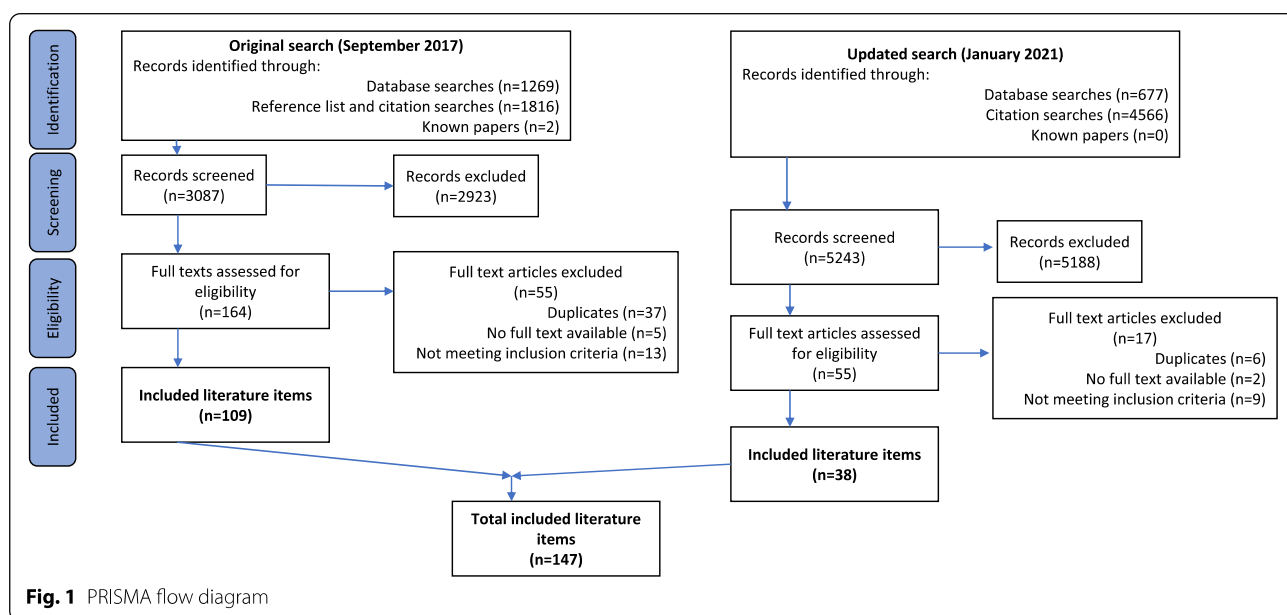 Identification
Screening
Eligibility
Included
Original search (September 2017)
Records identified through:
Database searches (n=1269)
Reference list and citation searches (n=1816)
Known papers (n=2)
Records screened
(n=3087)
Records excluded
(n=2923)
Full texts assessed for
eligibility
(n=164)
Full text articles excluded
(n=55)
Duplicates (n=37)
No full text available (n=5)
Not meeting inclusion criteria (n=13)
Included literature items
(n=109)
Updated search (January 2021)
Records identified through:
Database searches (n=677)
Citation searches (n=4566)
Known papers (n=0)
Records screened
(n=5243)
Records excluded
(n=5188)
Full text articles assessed
for eligibility
(n=55)
Full text articles excluded
(n=17)
Duplicates (n=6)
No full text available (n=2)
Not meeting inclusion criteria (n=9)
Included literature items
(n=38)
Total included literature
items
(n=147)
Fig. 1 PRISMA flow diagram